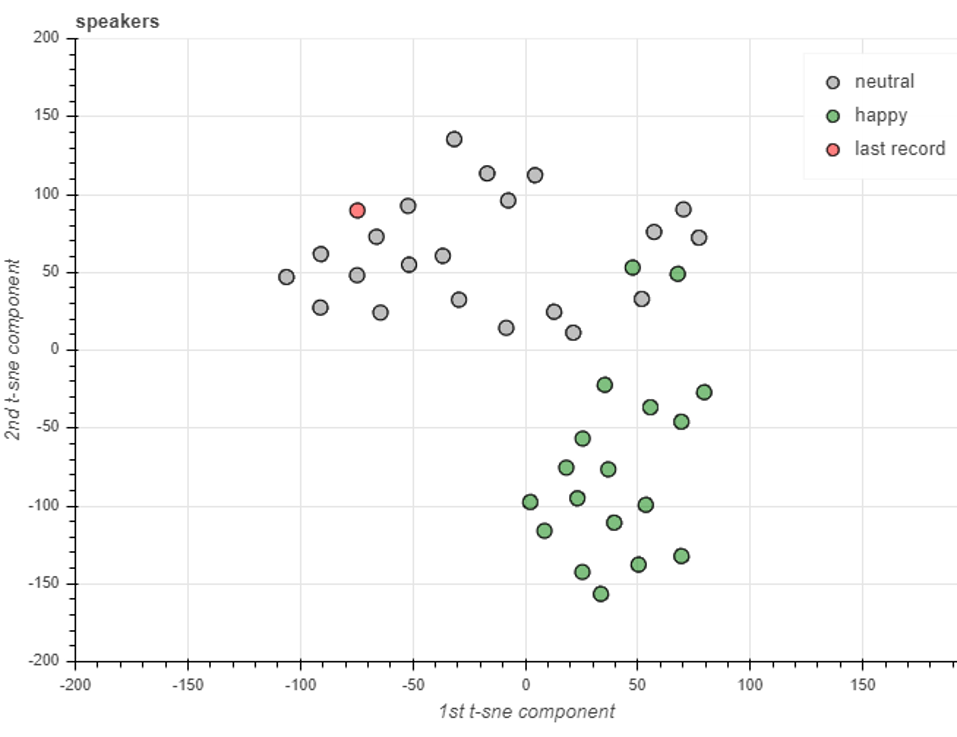 speakers
200
150
100
50
0
-50
-100
-150
-200
2nd t-sne component
neutral
happy
last record
-200 -150 -100 -50 0 50 100 150
1st t-sne component